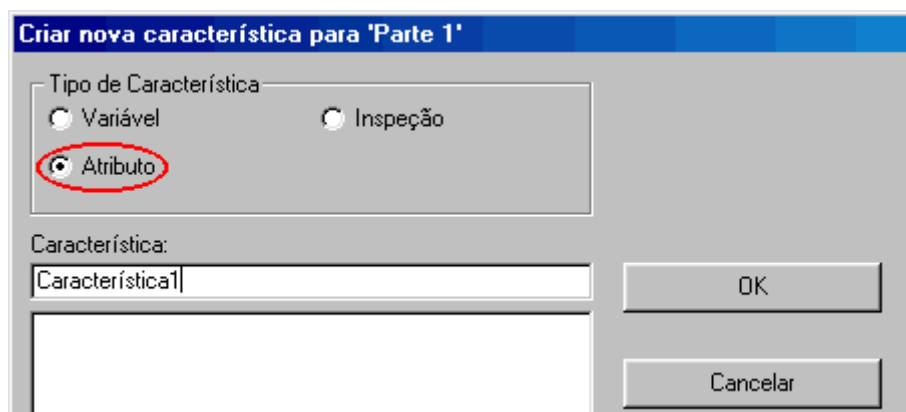 Criar nova característica para 'Parte 1'
Tipo de Característica
Variável
Inspeção
Atributo
Característica:
Característica1
OK
Cancelar